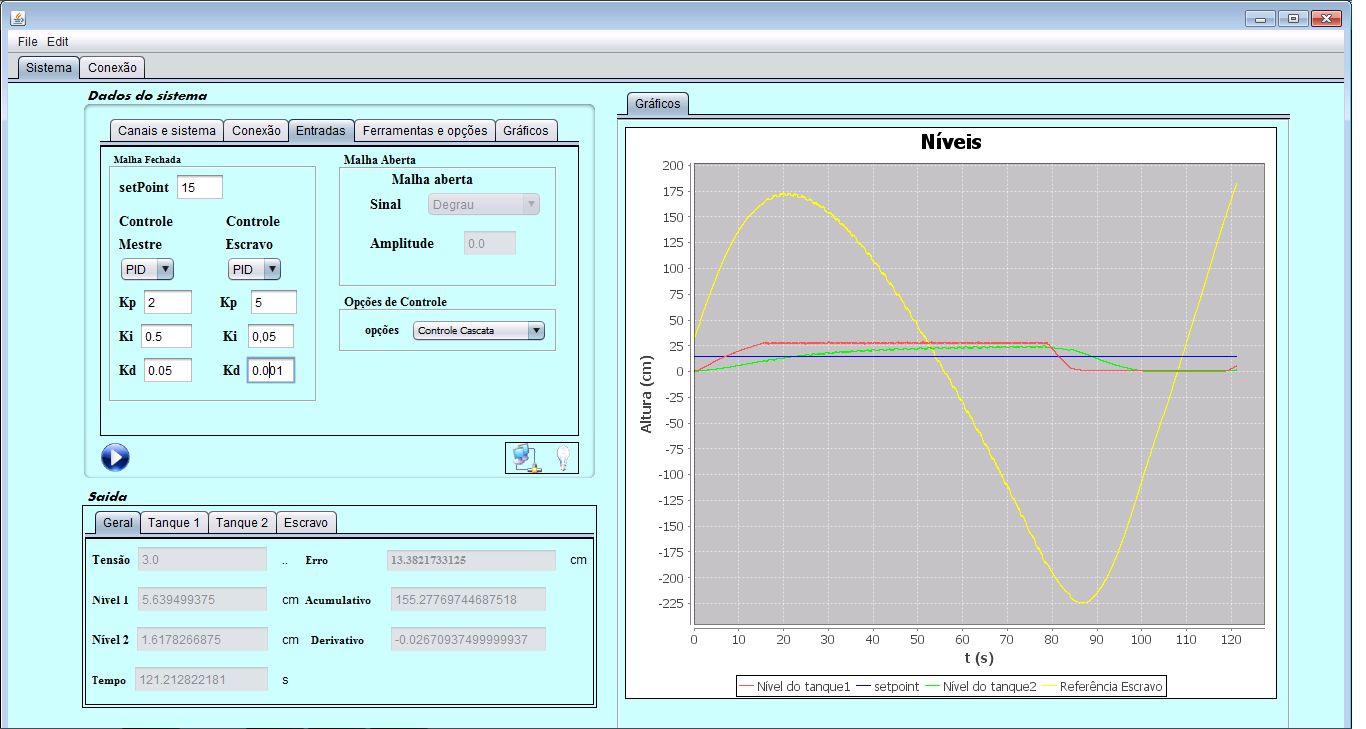 File Edit
Sistema Conexão
Dados do sistema
Canais e sistema Conexão Entradas Ferramentas e opções Gráficos
Malha Fechada
setPoint 15
Controle Controle
Mestre Escravo
PID PID
Kp 2 Kp 5
Ki 0.5 Ki 0,05
Kd 0.05 Kd 0.001
Malha Aberta
Malha aberta
Sinal Degrau
Amplitude 0.0
Opções de Controle
opções Controle Cascata
Saida
Geral Tanque 1 Tanque 2 Escravo
Tensão 3.0 .. Erro 13.3821733125 cm
Nivel 1 5.639499375 cm Acumulativo 155.27769744687518
Nivel 2 1.6178266875 cm Derivativo -0.02670937499999937
Tempo 121.212822181 s
Gráficos
Níveis
Altura (cm)
200
175
150
125
100
75
50
25
0
-25
-50
-75
-100
-125
-150
-175
-200
-225
0 10 20 30 40 50 60 70 80 90 100 110 120
t (s)
Nível do tanque1 setpoint Nível do tanque2 Referência Escravo